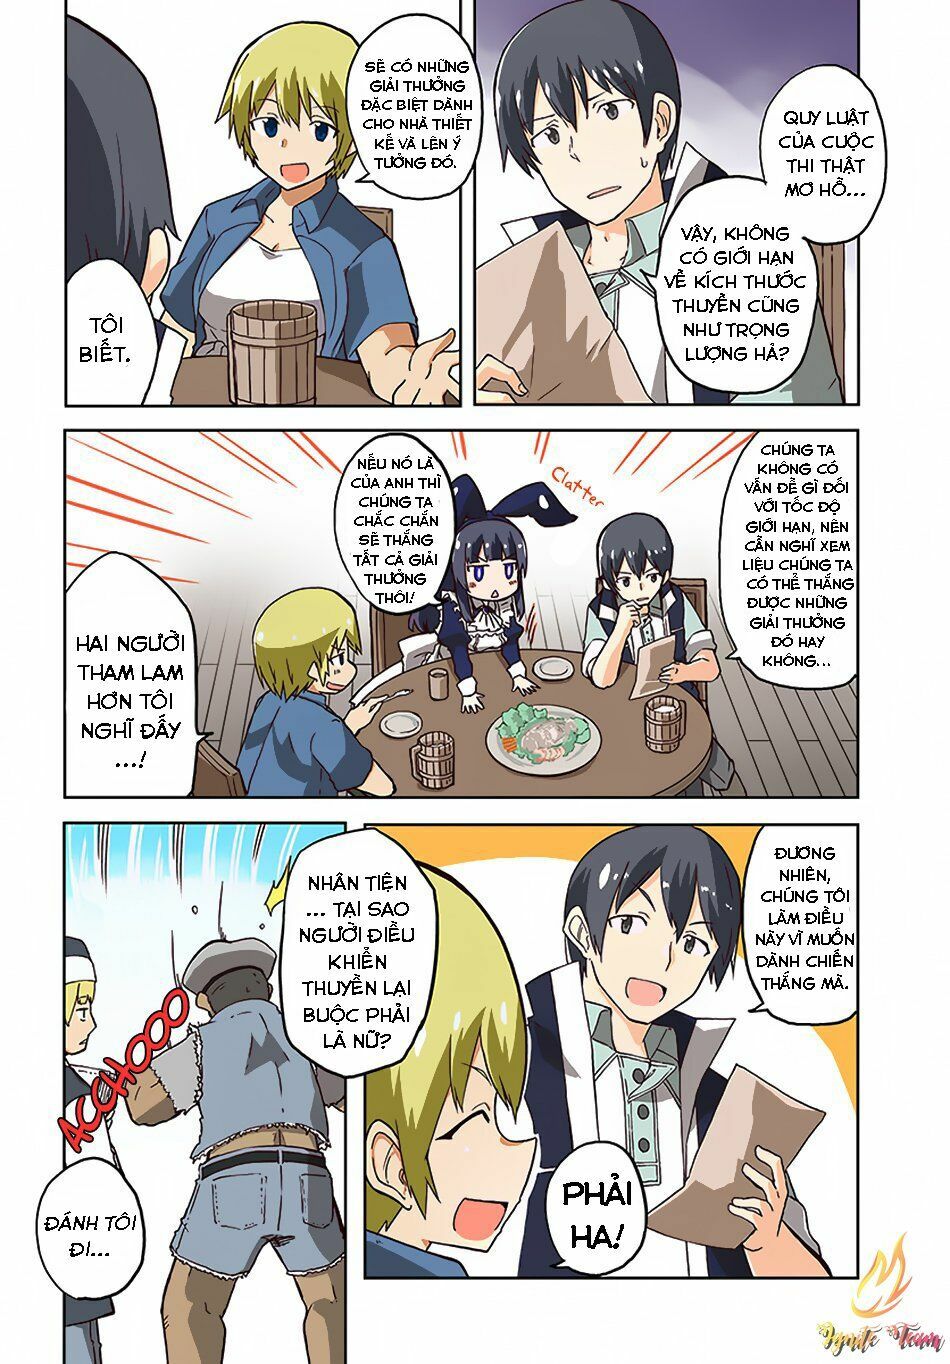 SẼ CÓ NHỮNG
GIẢI THƯỞNG
ĐẶC BIỆT DÀNH
CHO NHÀ THIẾT
KẾ VÀ LÊN Ý
TƯỞNG ĐÓ.
TÔI
BIẾT.
QUY LUẬT
CỦA CUỘC
THI THẬT
MƠ HỒ...
VẬY, KHÔNG
CÓ GIỚI HẠN
VỀ KÍCH THƯỚC
THUYỀN CŨNG
NHƯ TRỌNG
LƯỢNG HẢ?
HAI NGƯỜI
THAM LAM
HƠN TÔI
NGHĨ ĐẤY
...!
NẾU NÓ LÀ
CỦA ANH THÌ
CHÚNG TA
CHẮC CHẮN
SẼ THẮNG
TẤT CẢ GIẢI
THƯỞNG
THÔI!
Clatter
CHÚNG TA
KHÔNG CÓ
VẤN ĐỀ GÌ ĐỐI
VỚI TỐC ĐỘ
GIỚI HẠN, NÊN
CẦN NGHĨ XEM
LIỆU CHÚNG TA
CÓ THỂ THẮNG
ĐƯỢC NHỮNG
GIẢI THƯỞNG
ĐÓ HAY
KHÔNG...
NHÂN TIỆN
... TẠI SAO
NGƯỜI ĐIỀU
KHIỂN
THUYỀN LẠI
BUỘC PHẢI
LÀ NỮ?
ACCHOOO
ĐÁNH TÔI
ĐI...
ĐƯƠNG
NHIÊN,
CHÚNG TÔI
LÀM ĐIỀU
NÀY VÌ MUỐN
DÀNH CHIẾN
THẮNG MÀ.
PHẢI
HA!
Ignite Team